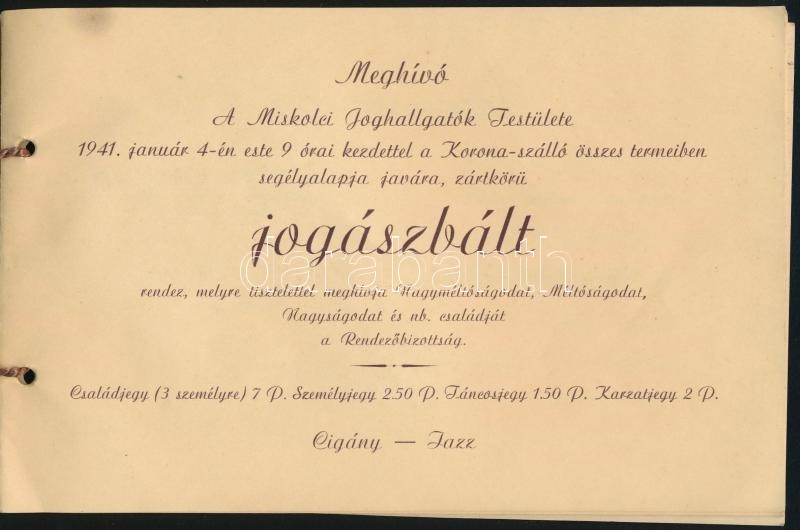 Meghívó
A Miskolci Joghallgatók Testülete
1941. január 4-én este 9 órai kezdettel a Korona-szálló összes termeiben
segélyalapja javára, zártkörü
jogászbált
darabanth
rendez, melyre tisztelettel meghívja Nagyméltóságodat, Méltóságodat,
Nagyságodat és nb. családját
a Rendezőbizottság.
Családjegy (3 személyre) 7 P. Személyjegy 2.50 P. Táncosjegy 1.50 P. Karzatjegy 2 P.
Cigány — Jazz